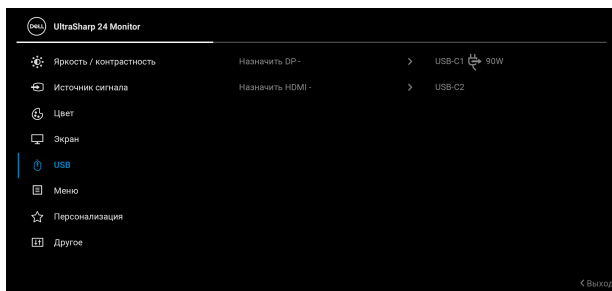 DELL UltraSharp 24 Monitor
Яркость / контрастность Назначить DP - USB-C1 90W
Источник сигнала Назначить HDMI - USB-C2
Цвет
Экран
USB
Меню
Персонализация
Другое
Выход